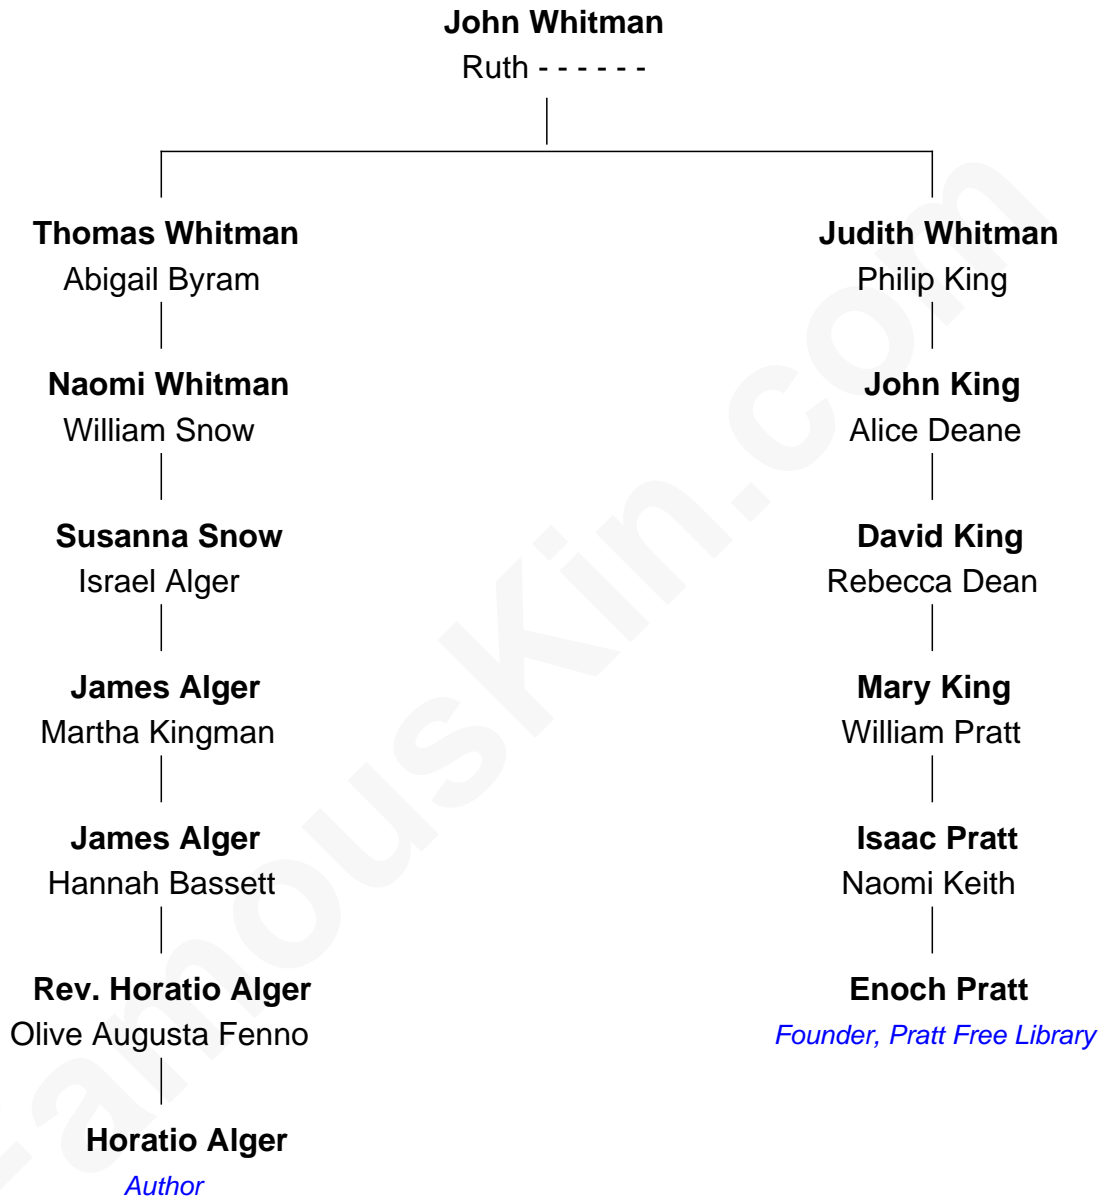 John Whitman
Ruth - - - - - -
Thomas Whitman
Abigail Byram
Judith Whitman
Philip King
Naomi Whitman
William Snow
John King
Alice Deane
Susanna Snow
Israel Alger
David King
Rebecca Dean
James Alger
Martha Kingman
Mary King
William Pratt
James Alger
Hannah Bassett
Isaac Pratt
Naomi Keith
Rev. Horatio Alger
Olive Augusta Fenno
Enoch Pratt
Founder, Pratt Free Library
Horatio Alger
Author
FamousKin.com